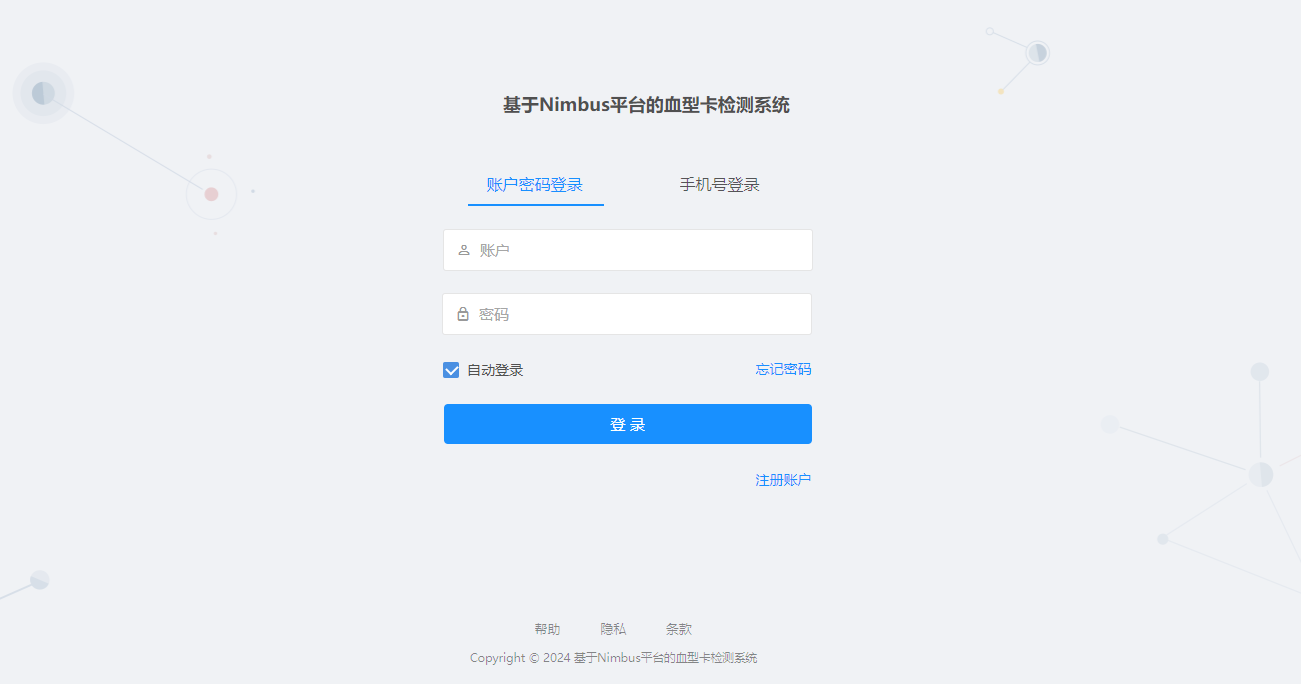 基于Nimbus平台的血型卡检测系统
账户密码登录 手机号登录
账户
密码
自动登录 忘记密码
登 录
注册账户
帮助 隐私 条款
Copyright © 2024 基于Nimbus平台的血型卡检测系统